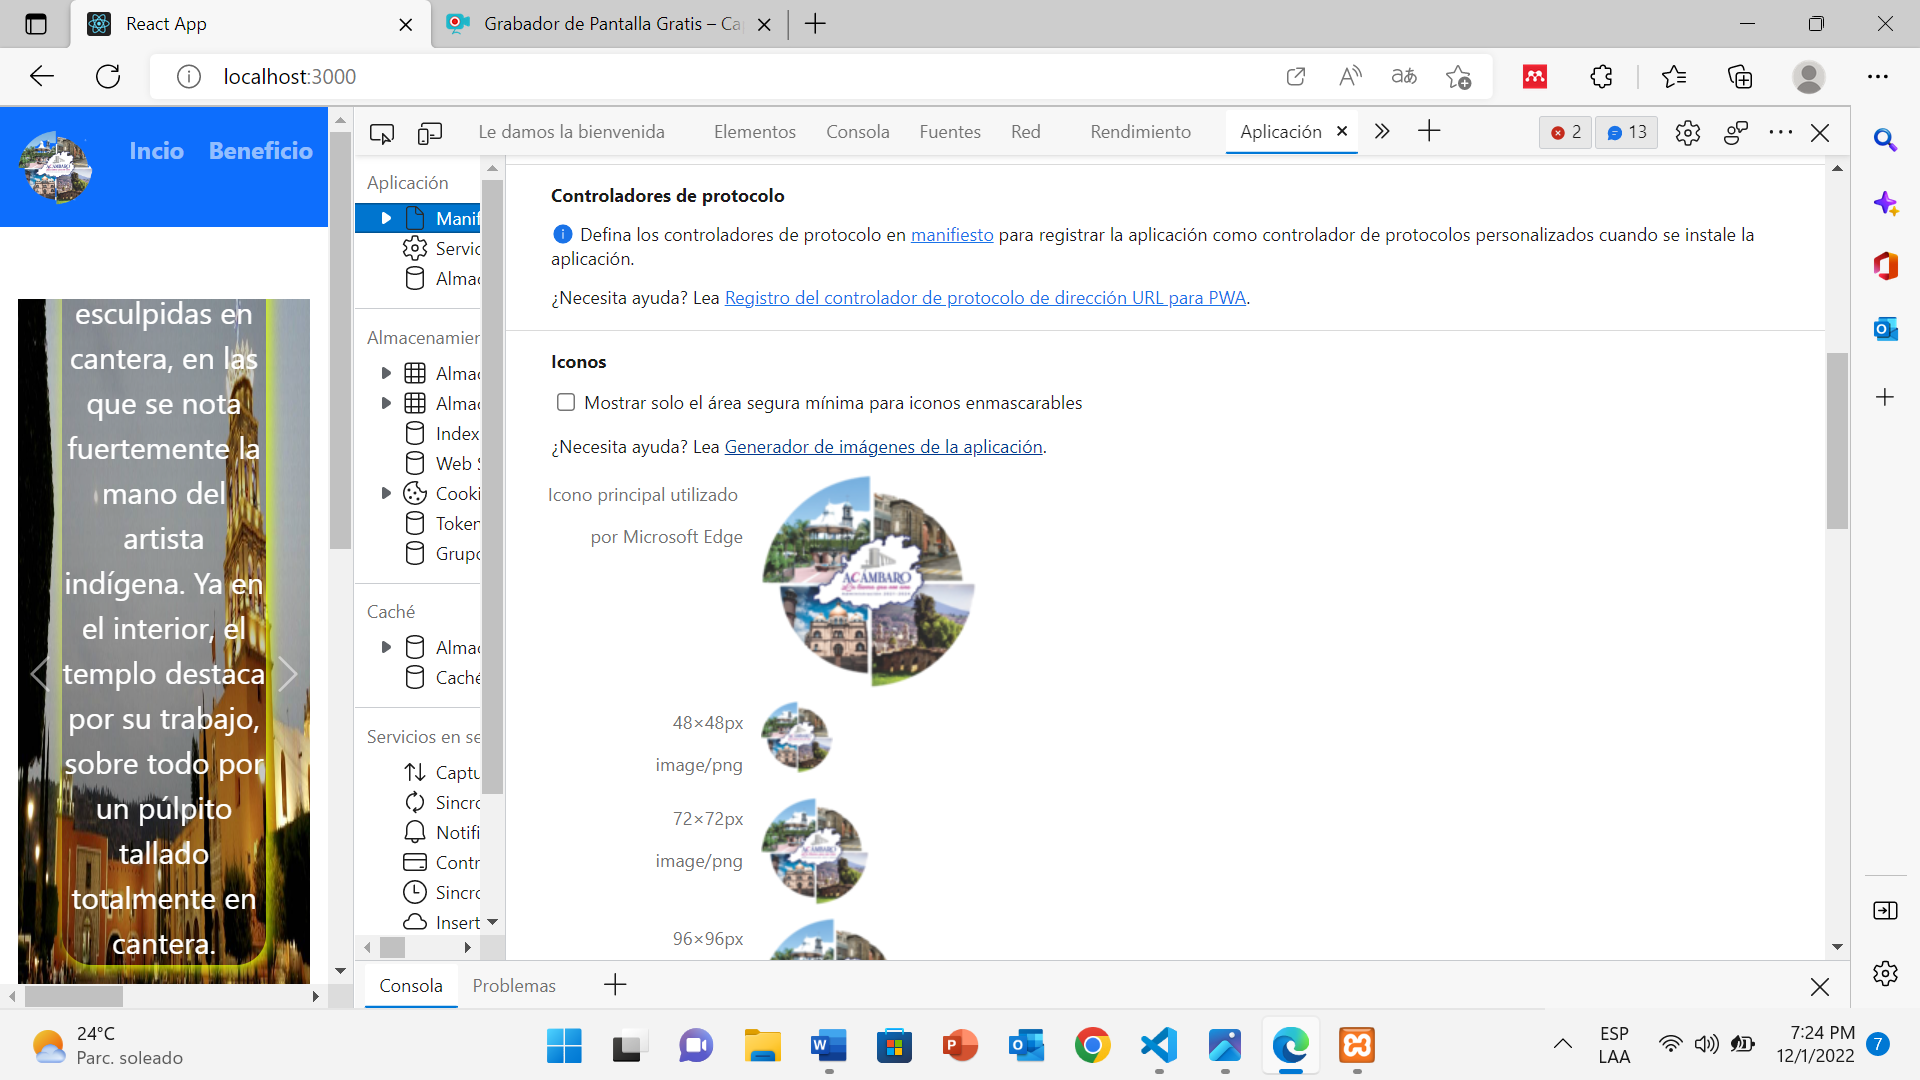 React App
Grabador de Pantalla Gratis – Ca
localhost:3000
Incio
Beneficio
esculpidas en
cantera, en las
que se nota
fuertemente la
mano del
artista
indígena. Ya en
el interior, el
templo destaca
por su trabajo,
sobre todo por
un púlpito
tallado
totalmente en
cantera.
Le damos la bienvenida
Elementos
Consola
Fuentes
Red
Rendimiento
Aplicación
2
13
Aplicación
Manif
Servic
Almac
Almacenamier
Almac
Almac
Index
Web S
Cooki
Token
Grupo
Caché
Almac
Caché
Servicios en se
Captu
Sincro
Notifi
Contr
Sincro
Insert
Controladores de protocolo
Defina los controladores de protocolo en manifiesto para registrar la aplicación como controlador de protocolos personalizados cuando se instale la
aplicación.
¿Necesita ayuda? Lea Registro del controlador de protocolo de dirección URL para PWA.
Iconos
Mostrar solo el área segura mínima para iconos enmascarables
¿Necesita ayuda? Lea Generador de imágenes de la aplicación.
Icono principal utilizado
por Microsoft Edge
ACÁMBARO
48×48px
image/png
72×72px
image/png
96×96px
Consola
Problemas
24°C
Parc. soleado
ESP
LAA
7:24 PM
12/1/2022
7